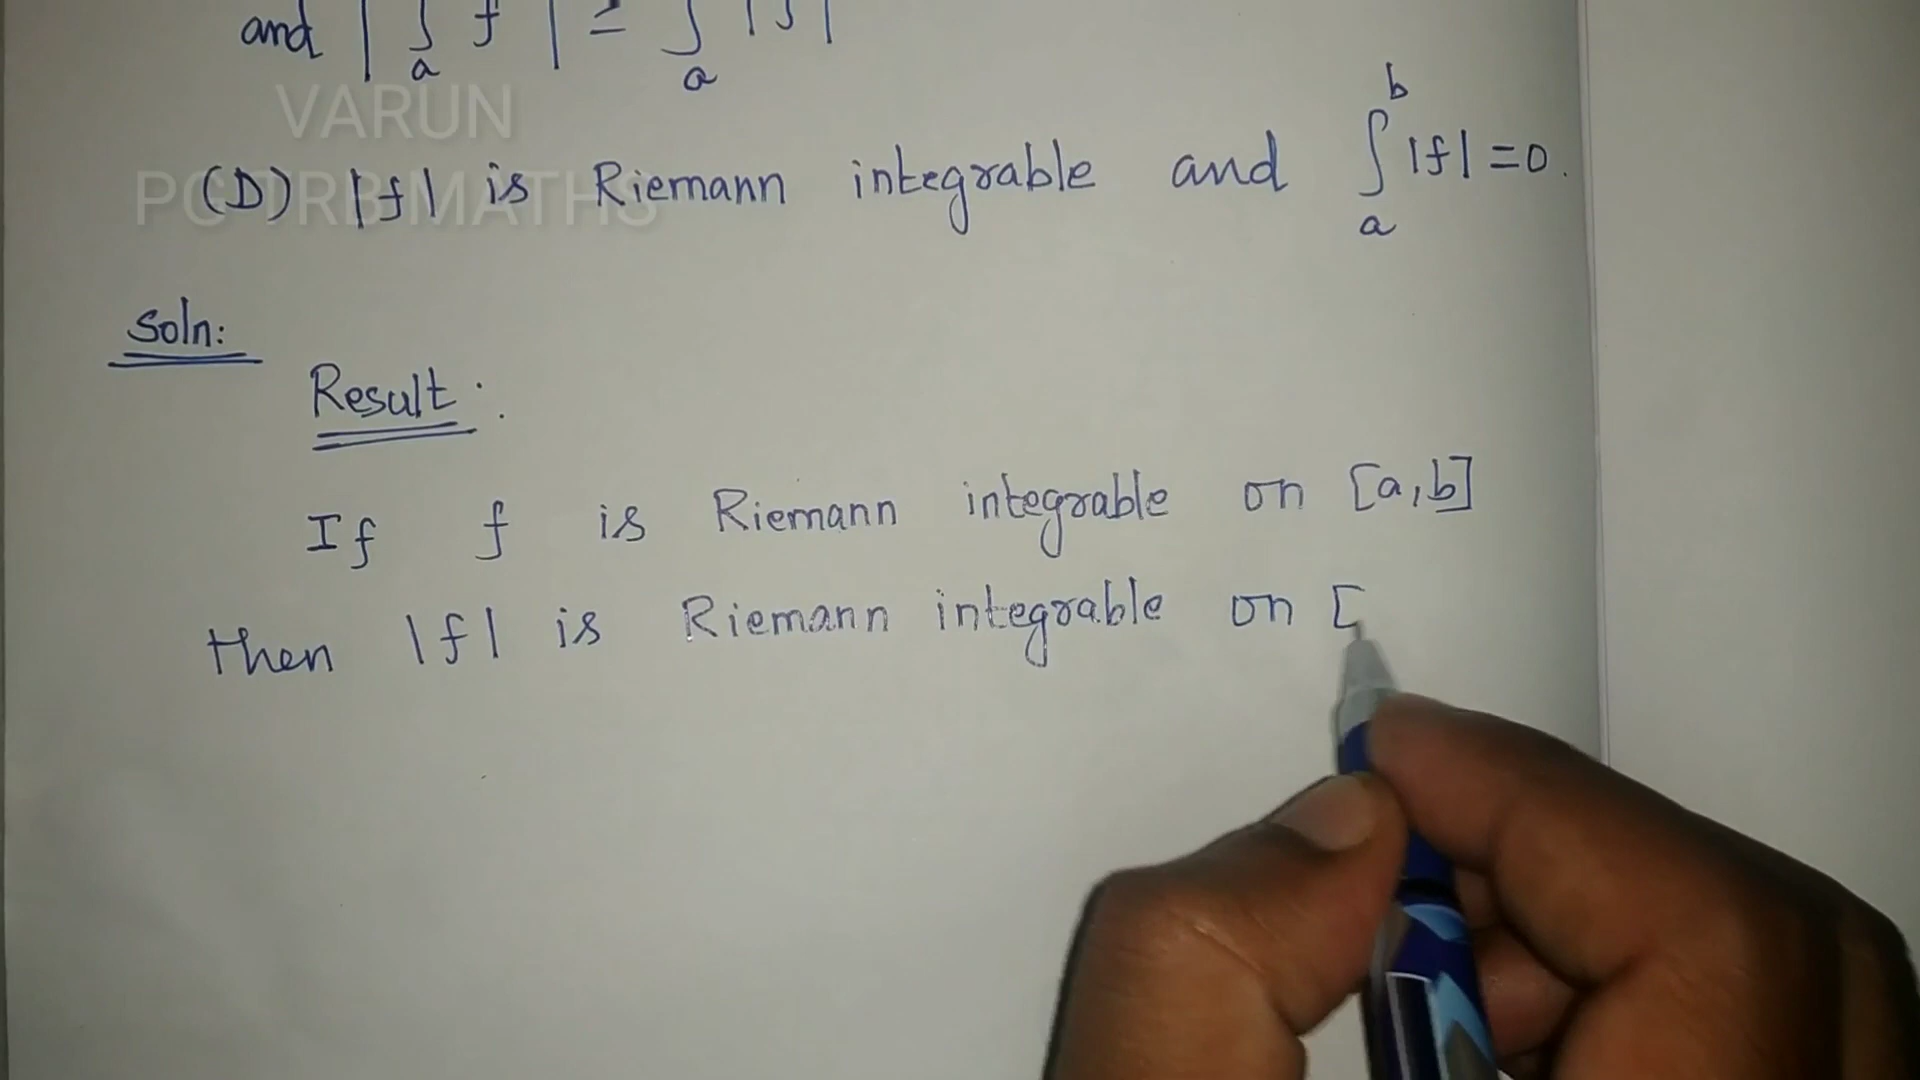 and | ∫ f | = ∫ |f|
a a
VARUN
b
(D) |f| is Riemann integrable and ∫ |f| = 0.
a
PG TRB MATHS
Soln:
Result:
If f is Riemann integrable on [a,b]
then |f| is Riemann integrable on [